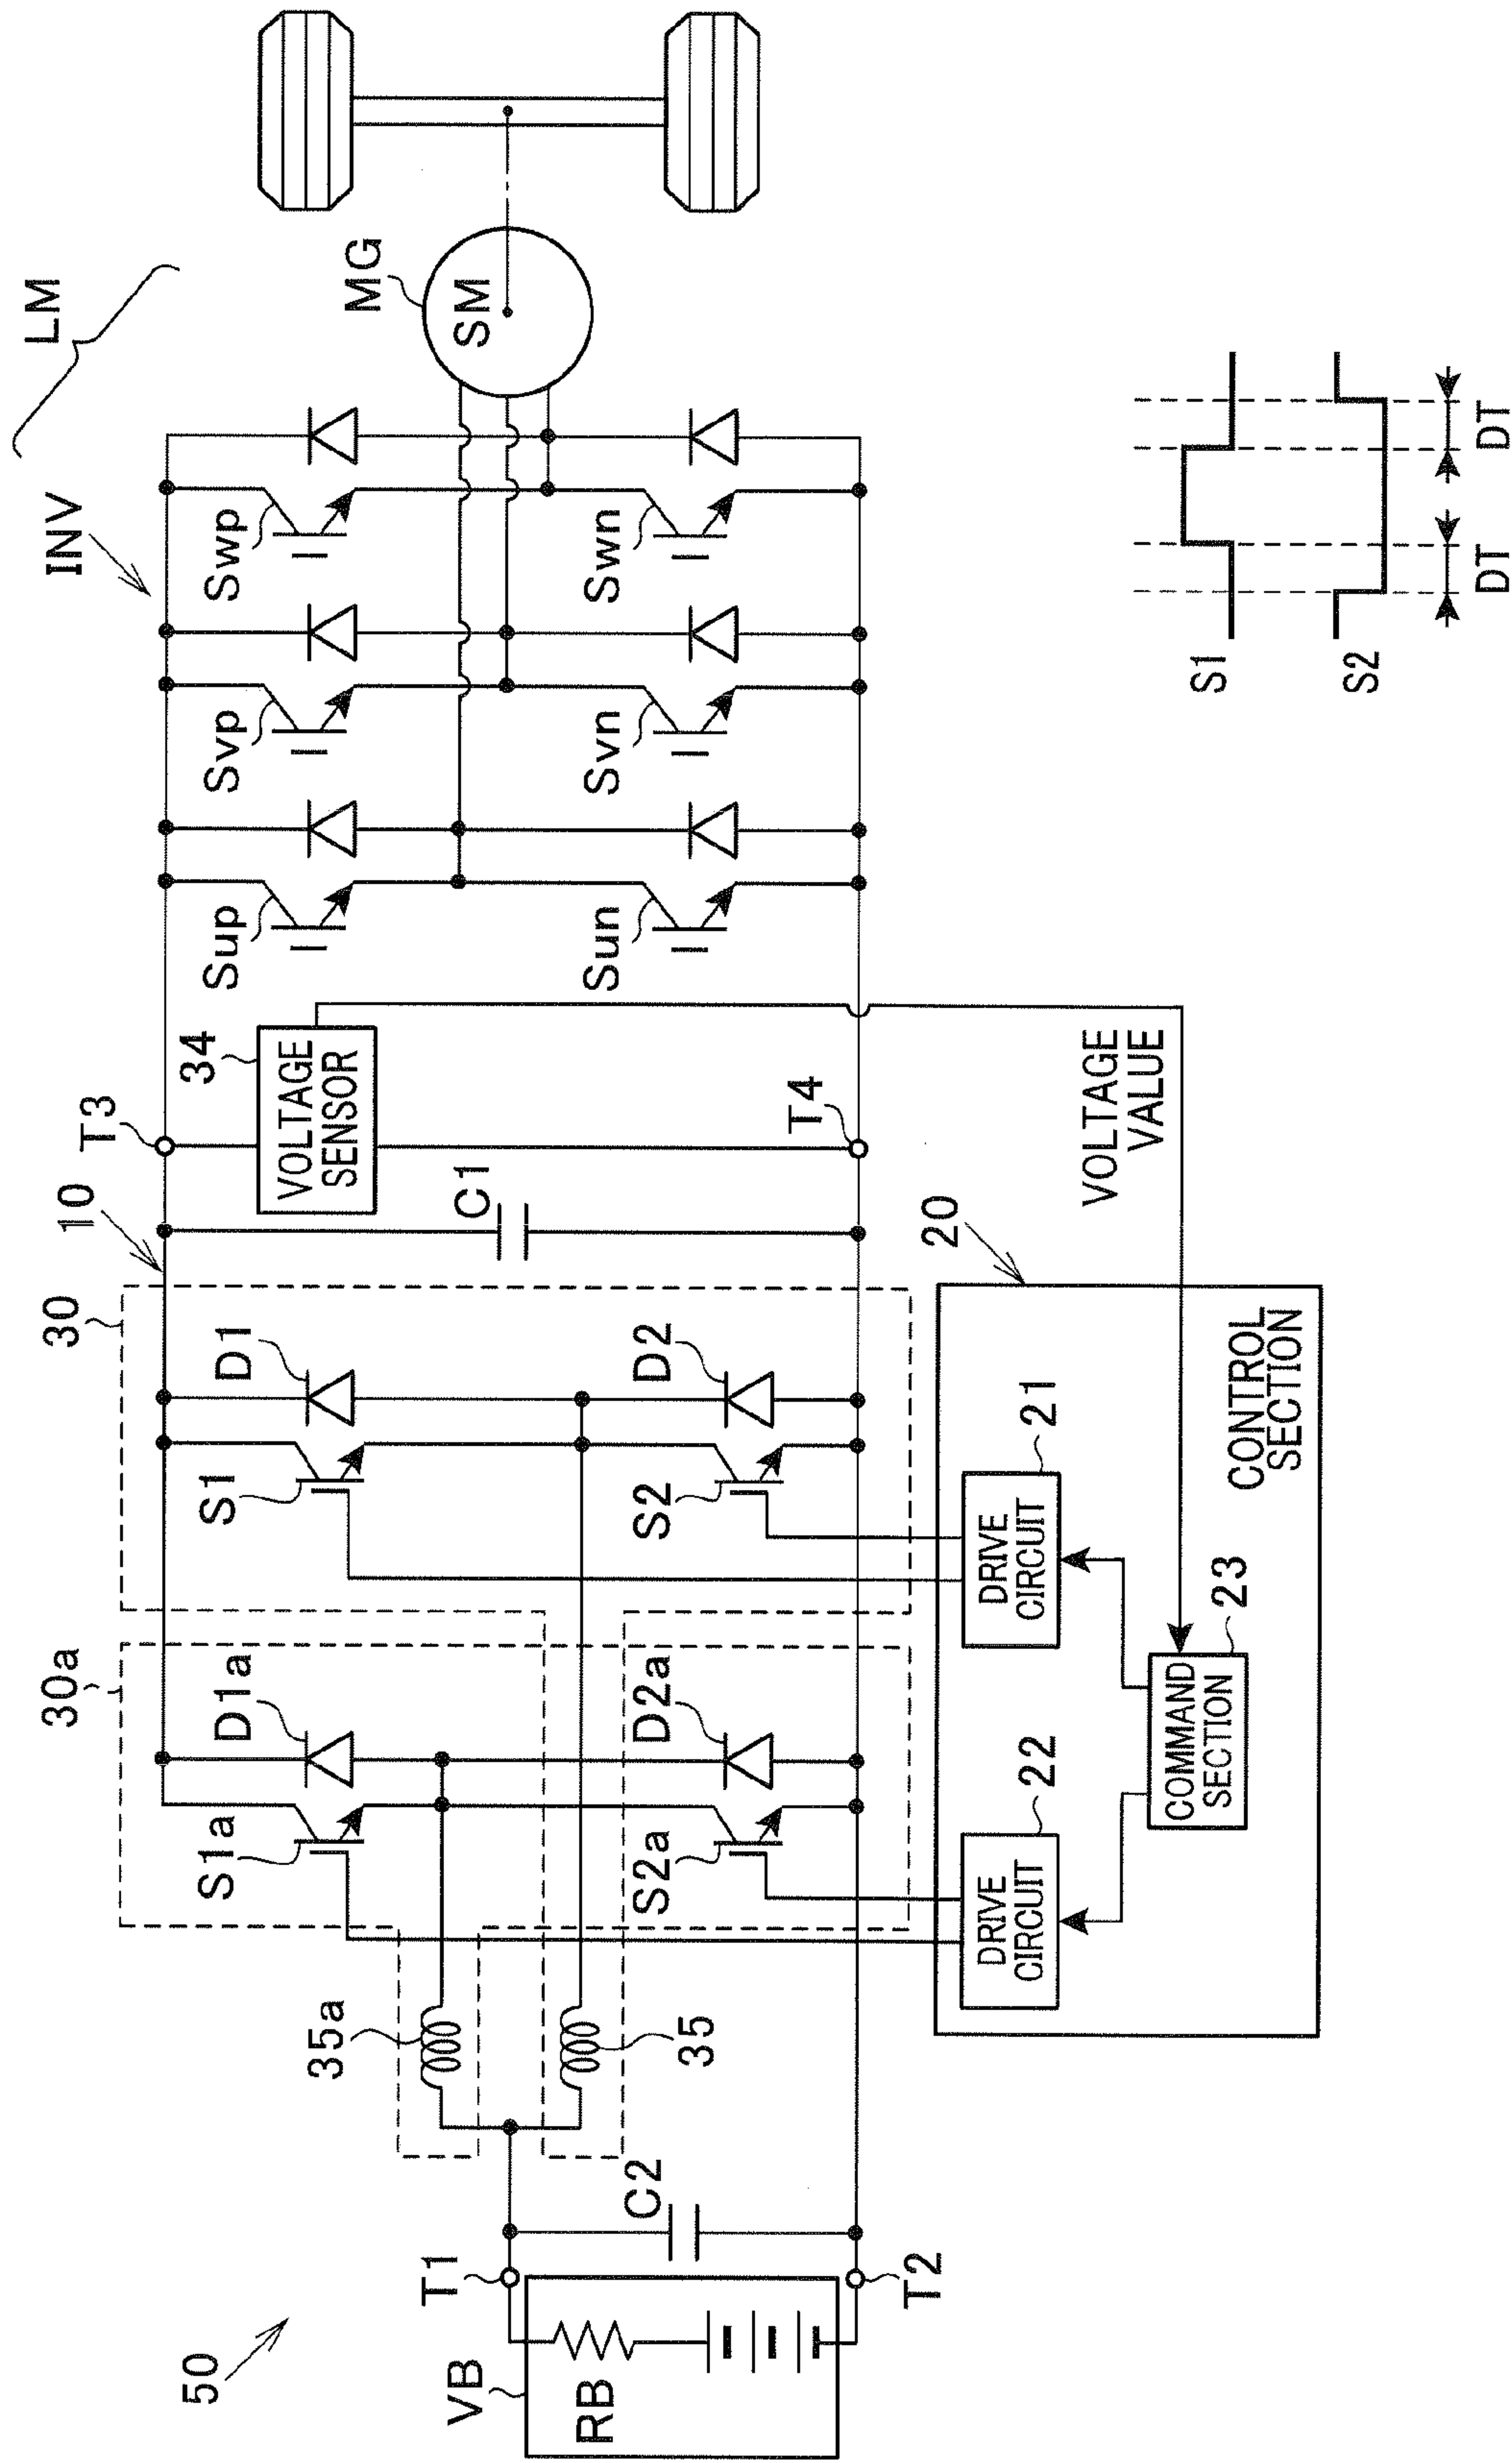 50
LM
INV
MG
SM
10
T3
34
VOLTAGE
SENSOR
Sup
Svp
Swp
Sun
Svn
Swn
30a
30
S1a
D1a
S1
D1
C1
35a
35
S2a
D2a
S2
D2
T4
VB
RB
T1
T2
C2
20
VOLTAGE
VALUE
22
DRIVE
CIRCUIT
21
DRIVE
CIRCUIT
COMMAND
SECTION
23
CONTROL
SECTION
S1
S2
DT
DT